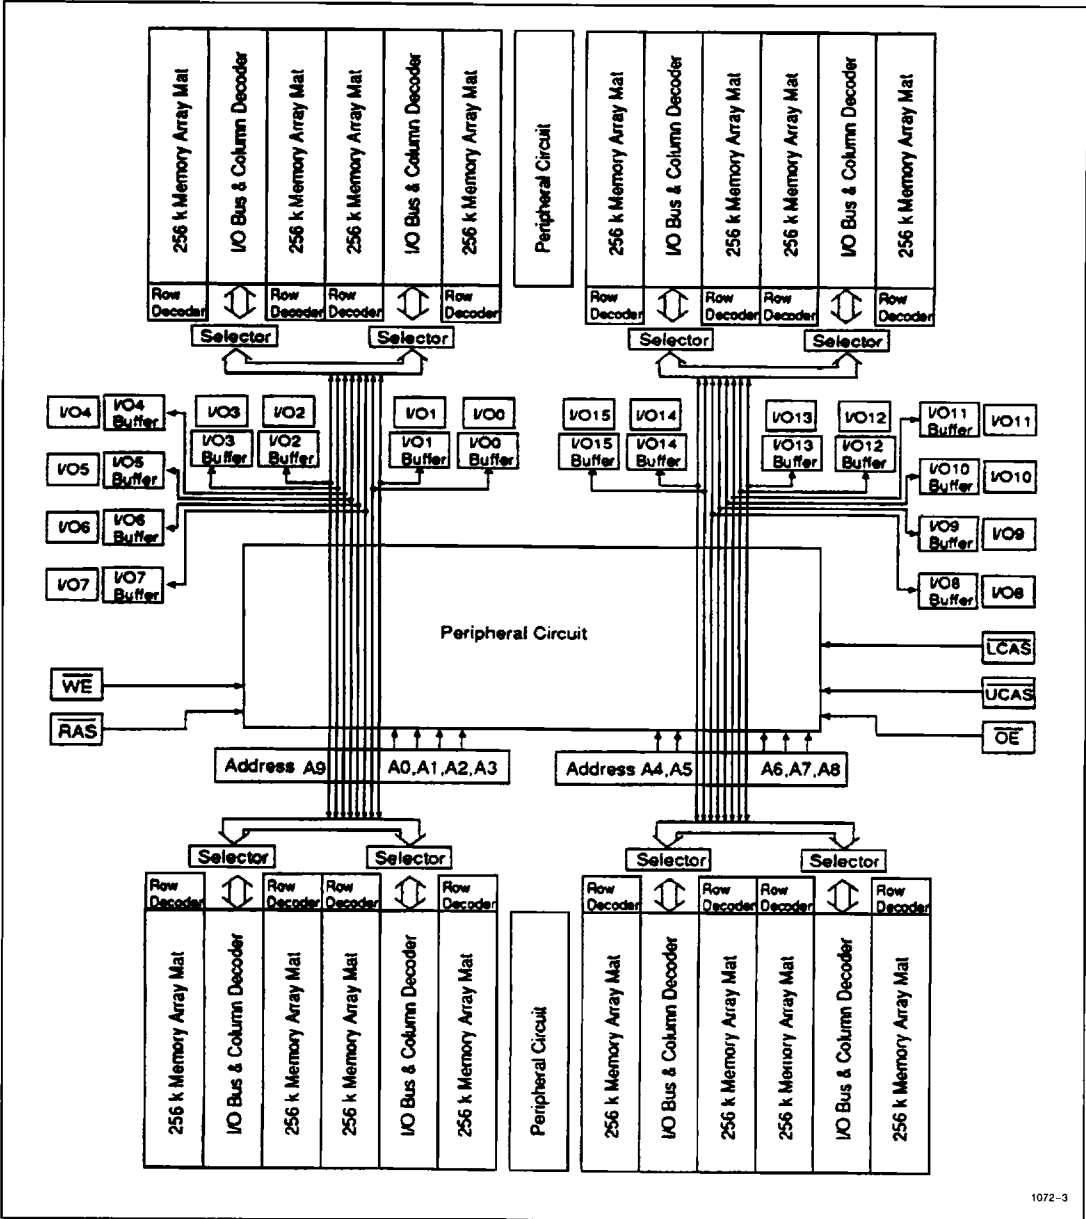 256 k Memory Array Mat
I/O Bus & Column Decoder
256 k Memory Array Mat
256 k Memory Array Mat
I/O Bus & Column Decoder
256 k Memory Array Mat
Peripheral Circuit
256 k Memory Array Mat
I/O Bus & Column Decoder
256 k Memory Array Mat
256 k Memory Array Mat
I/O Bus & Column Decoder
256 k Memory Array Mat
Row Decoder
Row Decoder
Row Decoder
Row Decoder
Row Decoder
Row Decoder
Row Decoder
Row Decoder
Selector
Selector
Selector
Selector
I/O4
I/O4 Buffer
I/O3
I/O2
I/O1
I/O0
I/O15
I/O14
I/O13
I/O12
I/O11 Buffer
I/O11
I/O3 Buffer
I/O2 Buffer
I/O1 Buffer
I/O0 Buffer
I/O15 Buffer
I/O14 Buffer
I/O13 Buffer
I/O12 Buffer
I/O5
I/O5 Buffer
I/O10 Buffer
I/O10
I/O6
I/O6 Buffer
I/O9 Buffer
I/O9
I/O7
I/O7 Buffer
I/O8 Buffer
I/O8
Peripheral Circuit
LCAS
WE
UCAS
RAS
OE
Address A9 A0,A1,A2,A3
Address A4,A5 A6,A7,A8
Selector
Selector
Selector
Selector
Row Decoder
Row Decoder
Row Decoder
Row Decoder
Row Decoder
Row Decoder
Row Decoder
Row Decoder
256 k Memory Array Mat
I/O Bus & Column Decoder
256 k Memory Array Mat
256 k Memory Array Mat
I/O Bus & Column Decoder
256 k Memory Array Mat
Peripheral Circuit
256 k Memory Array Mat
I/O Bus & Column Decoder
256 k Memory Array Mat
256 k Memory Array Mat
I/O Bus & Column Decoder
256 k Memory Array Mat
1072-3